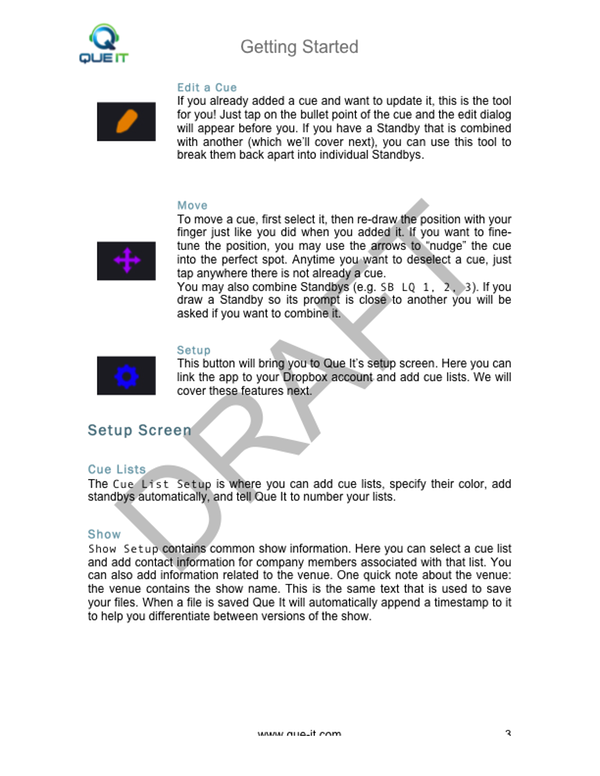 QUE IT
Getting Started
Edit a Cue
If you already added a cue and want to update it, this is the tool
for you! Just tap on the bullet point of the cue and the edit dialog
will appear before you. If you have a Standby that is combined
with another (which we'll cover next), you can use this tool to
break them back apart into individual Standbys.
Move
To move a cue, first select it, then re-draw the position with your
finger just like you did when you added it. If you want to fine-
tune the position, you may use the arrows to "nudge" the cue
into the perfect spot. Anytime you want to deselect a cue, just
tap anywhere there is not already a cue.
You may also combine Standbys (e.g. SB LQ 1, 2, 3). If you
draw a Standby so its prompt is close to another you will be
asked if you want to combine it.
Setup
This button will bring you to Que It's setup screen. Here you can
link the app to your Dropbox account and add cue lists. We will
cover these features next.
Setup Screen
Cue Lists
The Cue List Setup is where you can add cue lists, specify their color, add
standbys automatically, and tell Que It to number your lists.
Show
Show Setup contains common show information. Here you can select a cue list
and add contact information for company members associated with that list. You
can also add information related to the venue. One quick note about the venue:
the venue contains the show name. This is the same text that is used to save
your files. When a file is saved Que It will automatically append a timestamp to it
to help you differentiate between versions of the show.
DRAFT
www.que-it.com
3